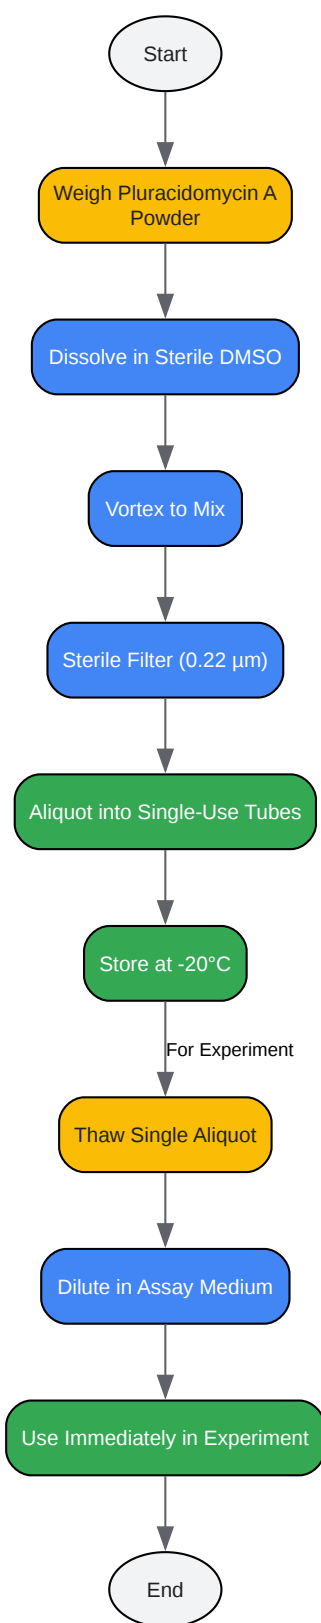 Start
Weigh Pluracidomycin A
Powder
Dissolve in Sterile DMSO
Vortex to Mix
Sterile Filter (0.22 µm)
Aliquot into Single-Use Tubes
Store at -20°C
For Experiment
Thaw Single Aliquot
Dilute in Assay Medium
Use Immediately in Experiment
End